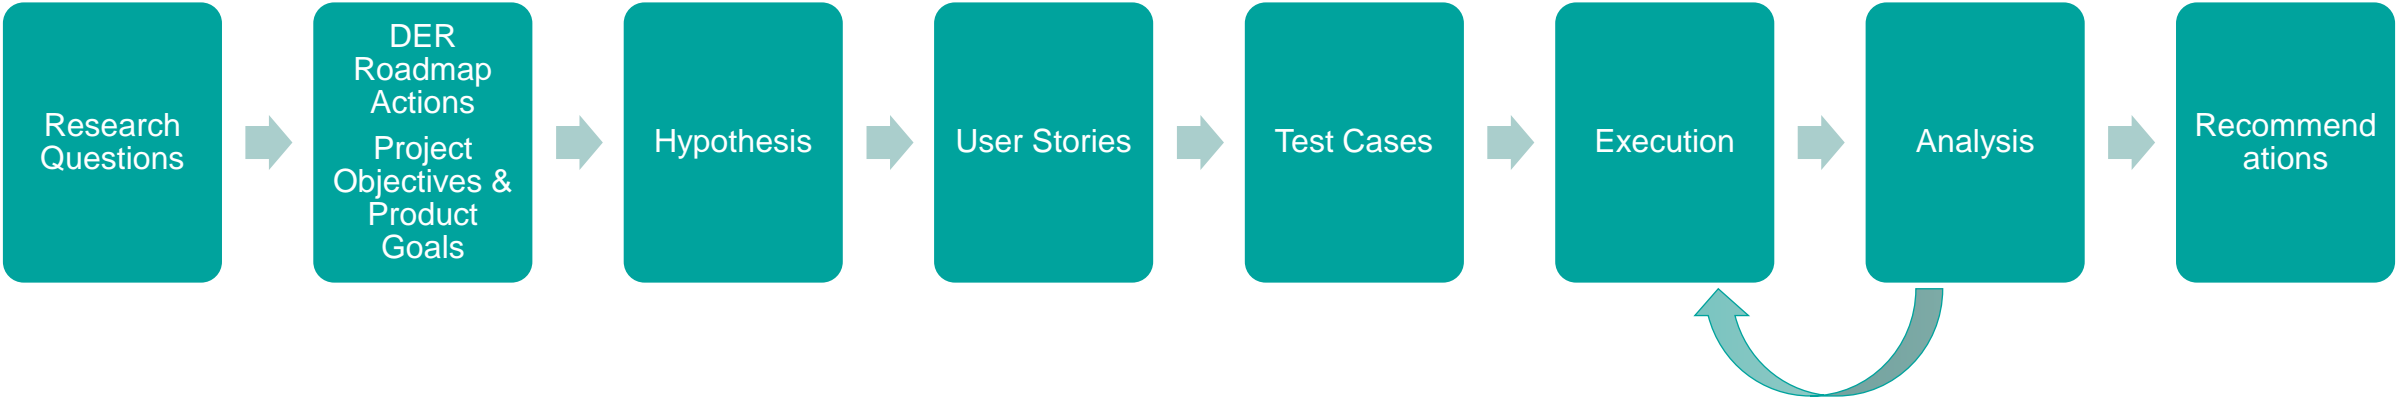 Research
Questions
DER
Roadmap
Actions
Project
Objectives &
Product
Goals
Hypothesis
User Stories
Test Cases
Execution
Analysis
Recommend
ations